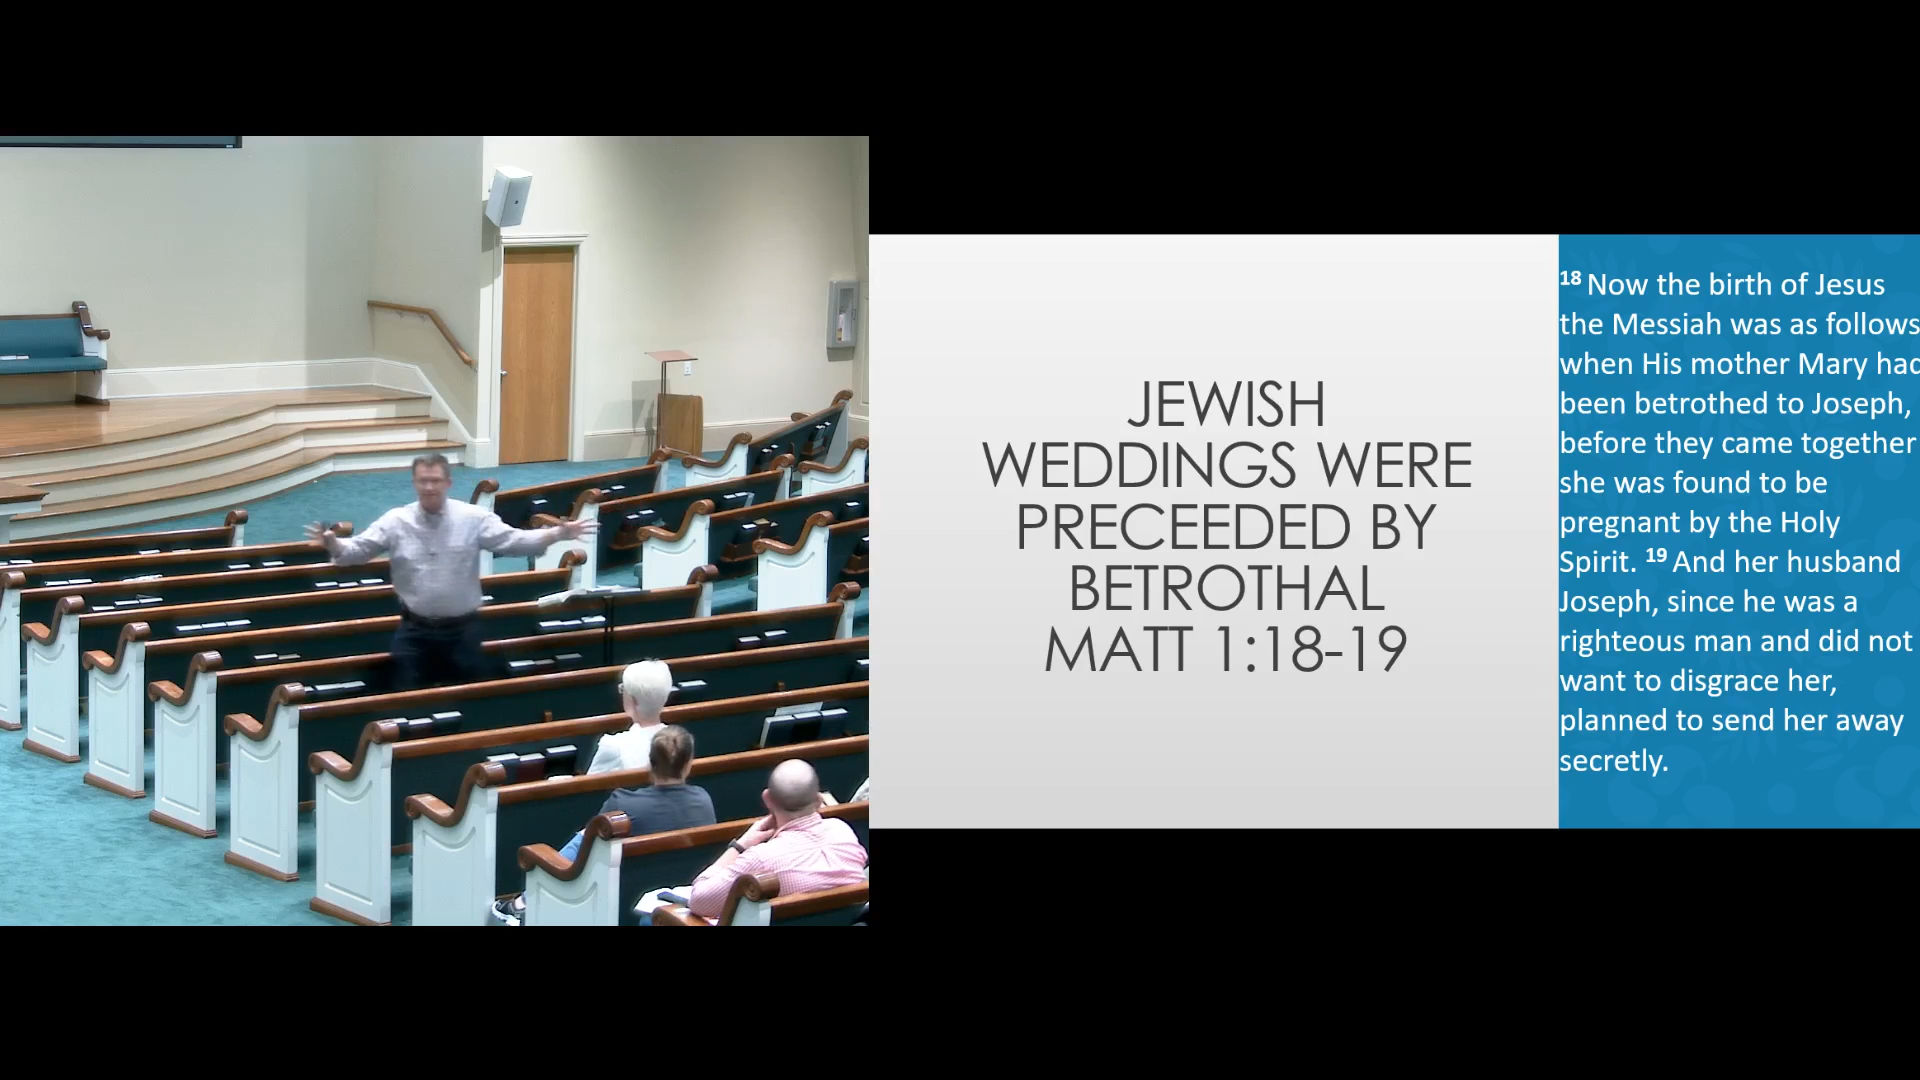 JEWISH
WEDDINGS WERE
PRECEEDED BY
BETROTHAL
MATT 1:18-19
18 Now the birth of Jesus
the Messiah was as follows
when His mother Mary had
been betrothed to Joseph,
before they came together
she was found to be
pregnant by the Holy
Spirit. 19 And her husband
Joseph, since he was a
righteous man and did not
want to disgrace her,
planned to send her away
secretly.